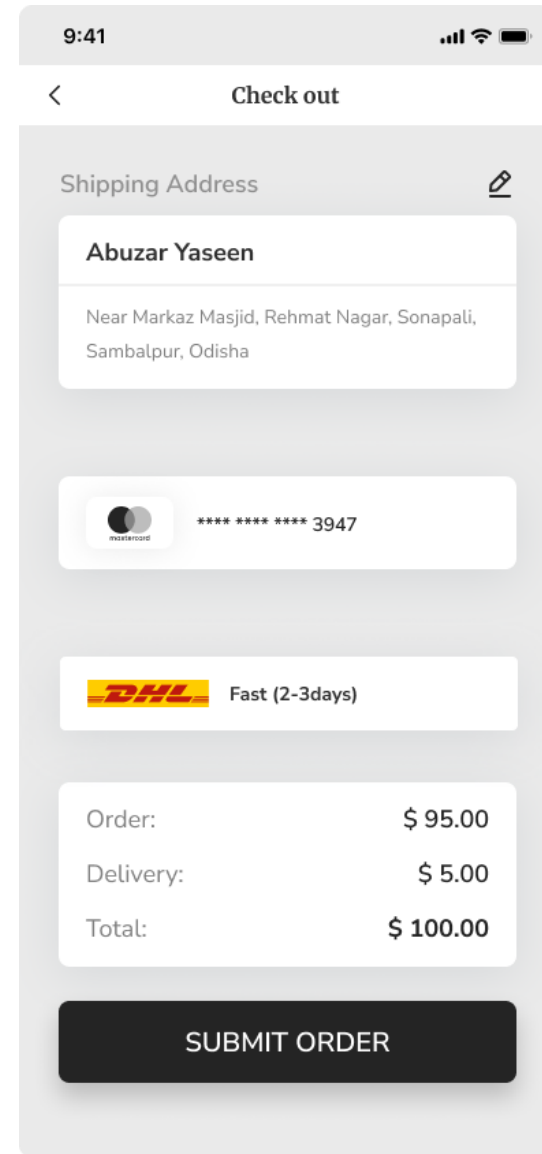 9:41
Check out
Shipping Address
Abuzar Yaseen
Near Markaz Masjid, Rehmat Nagar, Sonapali,
Sambalpur, Odisha
mastercard
**** **** **** 3947
DHL Fast (2-3days)
Order: $ 95.00
Delivery: $ 5.00
Total: $ 100.00
SUBMIT ORDER